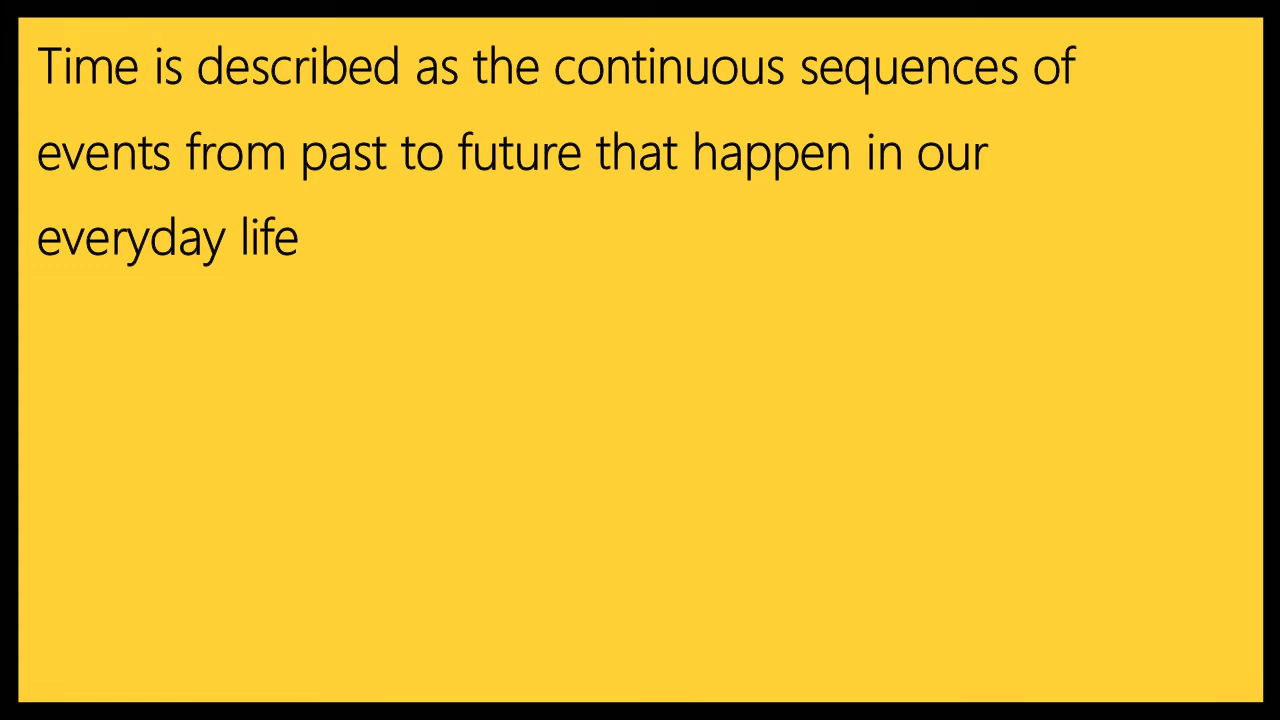 Time is described as the continuous sequences of
events from past to future that happen in our
everyday life